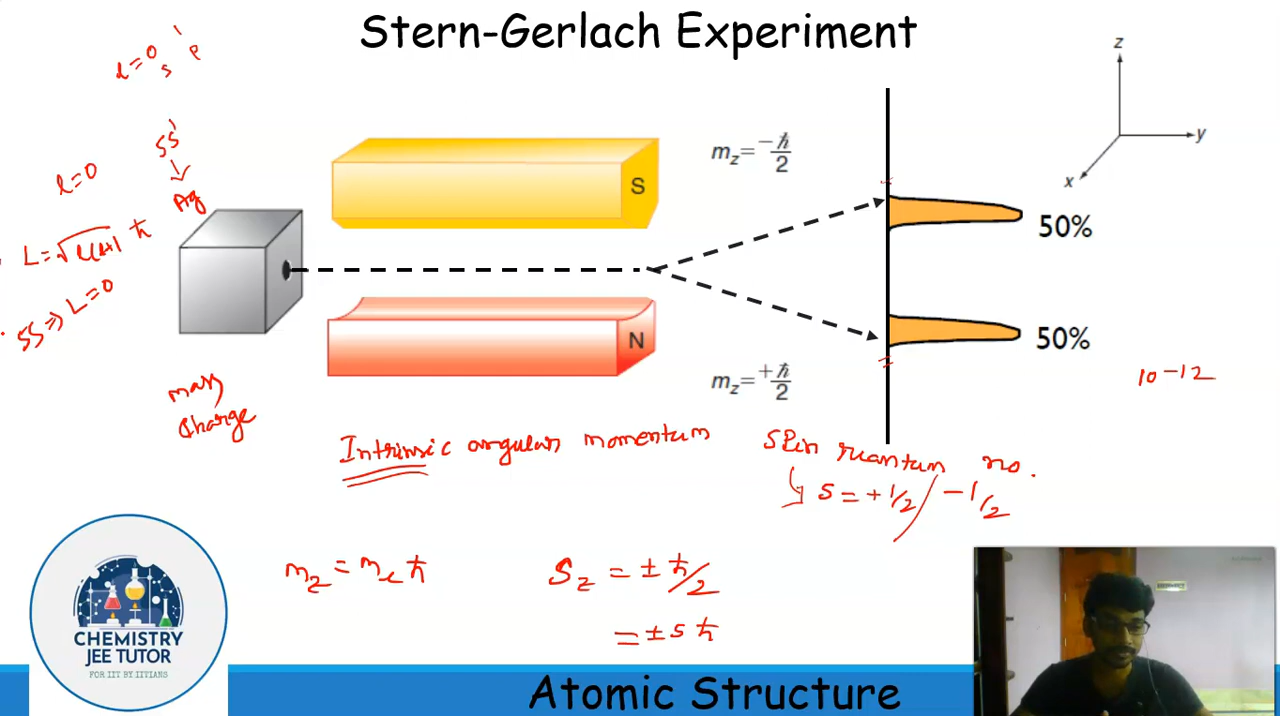 Stern-Gerlach Experiment
l=0 1
s p
5s¹
↓
Ag
l=0
L=√l(l+1) ħ
5s ⇒ L=0
S
N
m_z = -ħ/2
m_z = +ħ/2
50%
50%
z
y
x
10-12
mass
charge
Intrinsic angular momentum
Spin quantum no.
↳ s = +1/2 / -1/2
m_z = m_l ħ
S_z = ± ħ/2
= ± s ħ
CHEMISTRY
JEE TUTOR
FOR IIT BY IITIANS
Atomic Structure